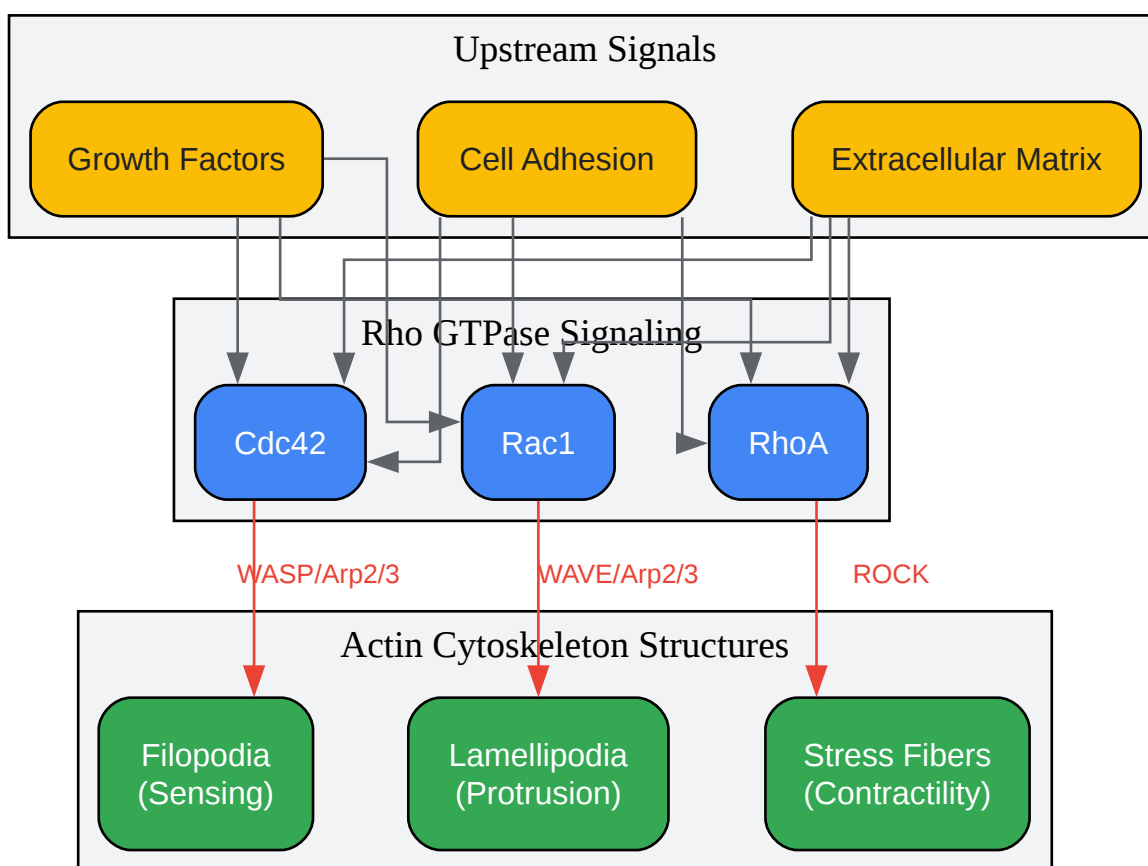 Upstream Signals
Growth Factors
Cell Adhesion
Extracellular Matrix
Rho GTPase Signaling
Cdc42
Rac1
RhoA
WASP/Arp2/3
WAVE/Arp2/3
ROCK
Actin Cytoskeleton Structures
Filopodia
(Sensing)
Lamellipodia
(Protrusion)
Stress Fibers
(Contractility)